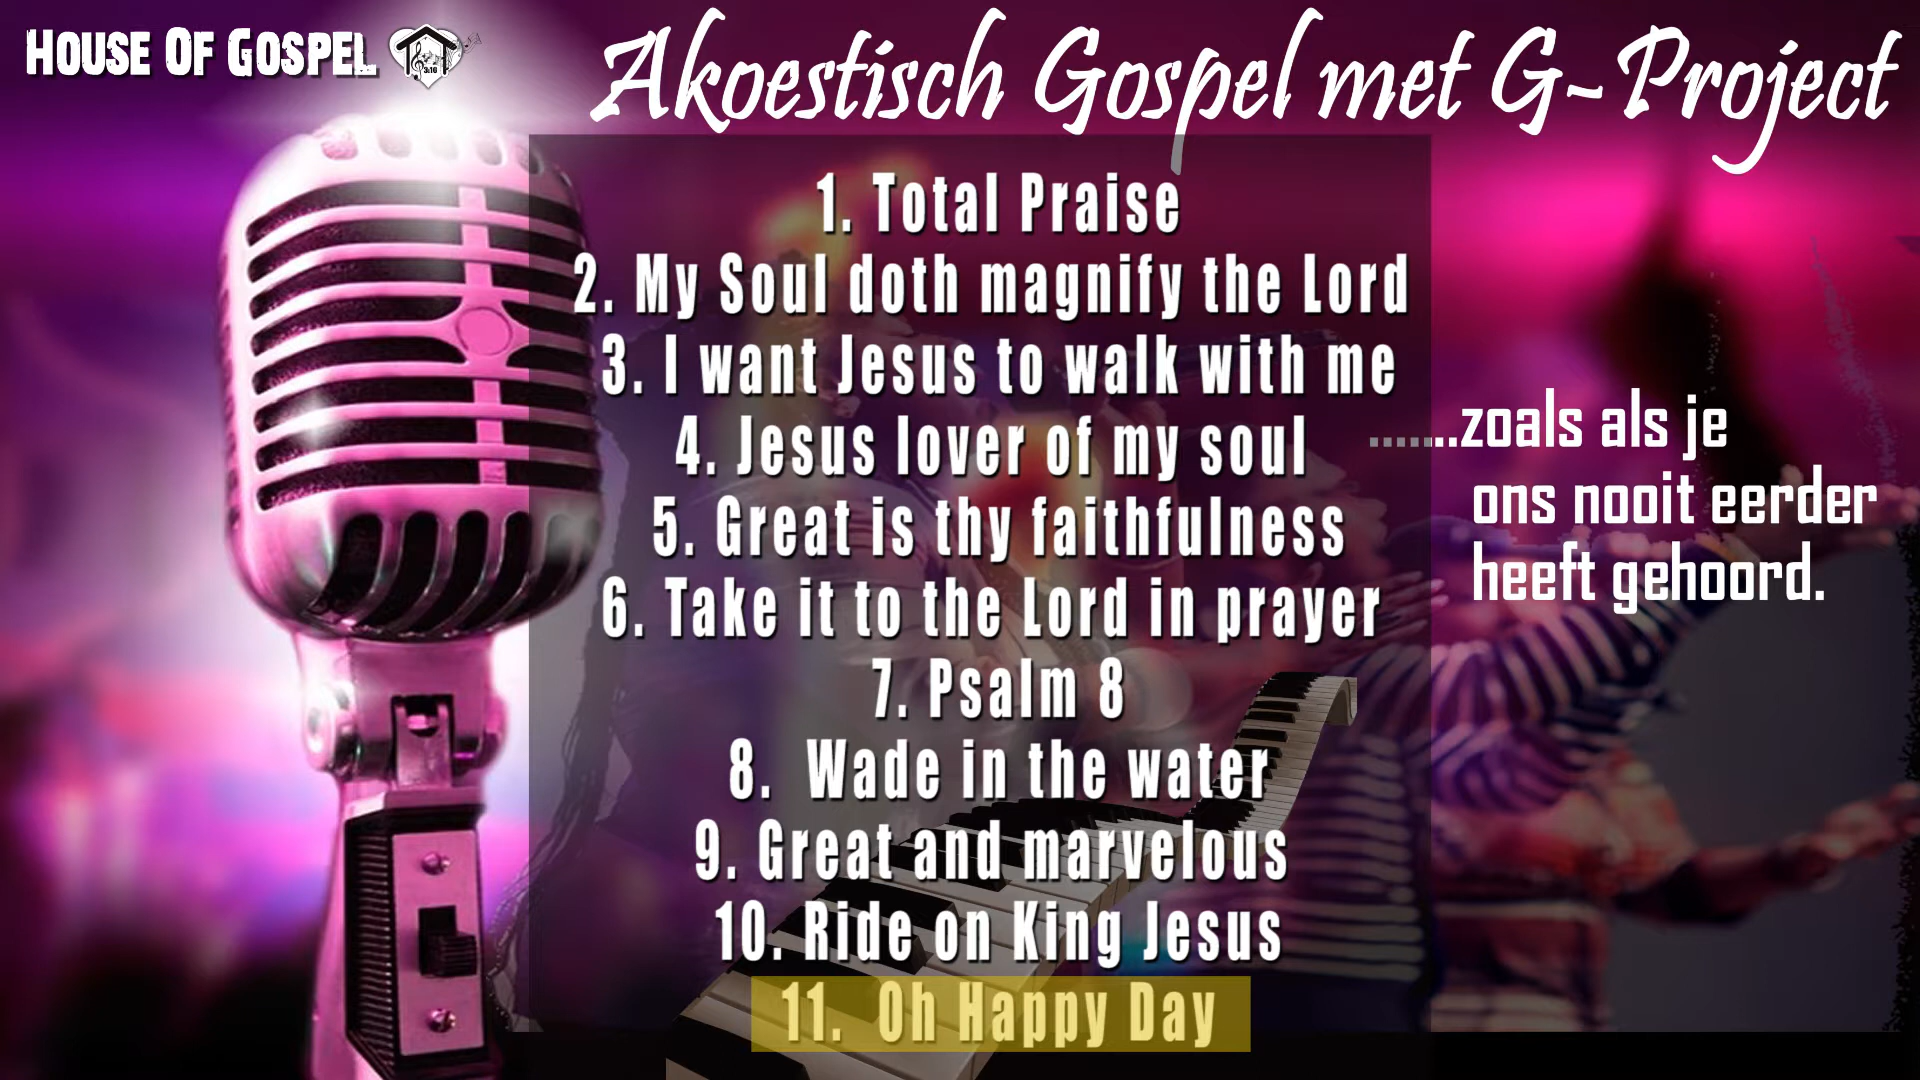 House Of Gospel
3:16
Akoestisch Gospel met G-Project
1. Total Praise
2. My Soul doth magnify the Lord
3. I want Jesus to walk with me
4. Jesus lover of my soul
5. Great is thy faithfulness
6. Take it to the Lord in prayer
7. Psalm 8
8. Wade in the water
9. Great and marvelous
10. Ride on King Jesus
11. Oh Happy Day
.......zoals als je
ons nooit eerder
heeft gehoord.